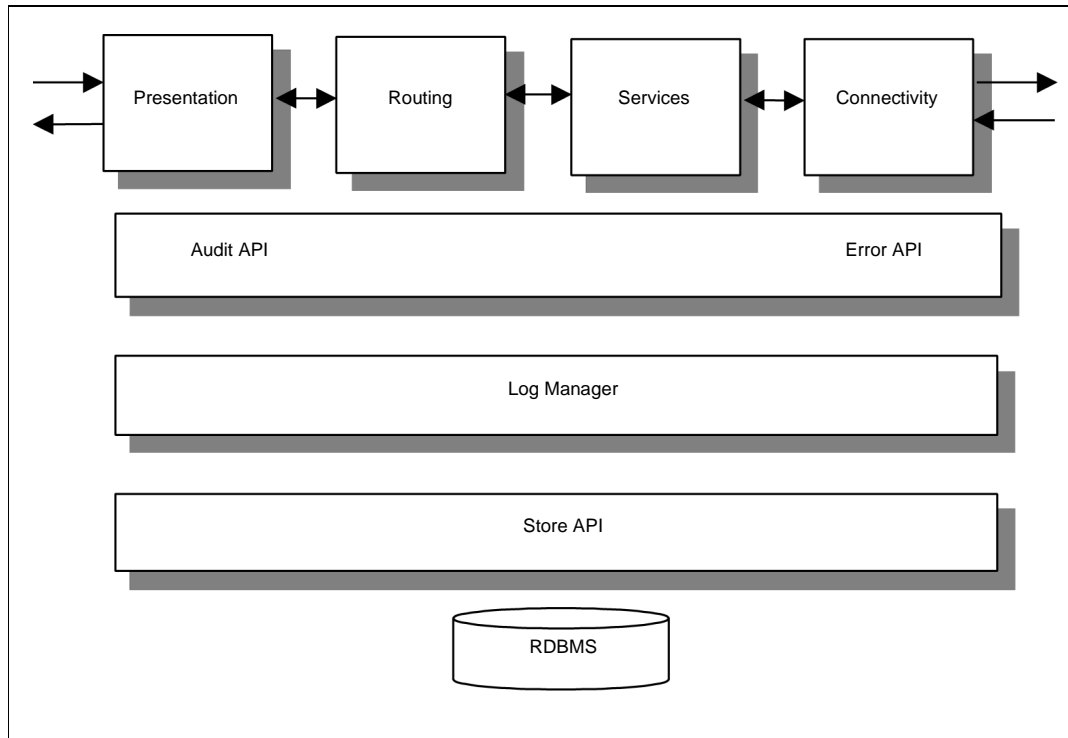 Presentation
Routing
Services
Connectivity
Audit API
Error API
Log Manager
Store API
RDBMS